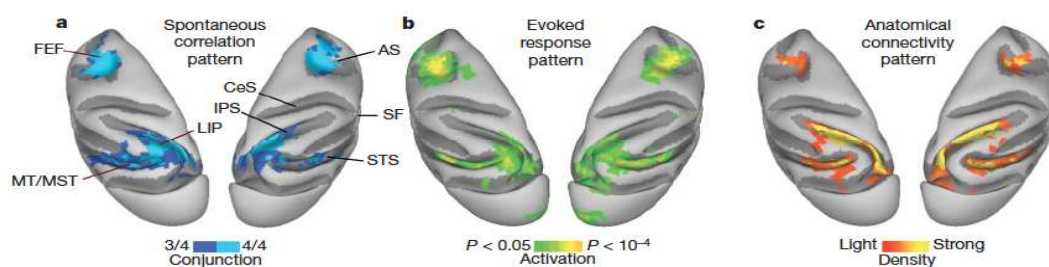 a
Spontaneous
correlation
pattern
FEF
AS
CeS
IPS
SF
LIP
STS
MT/MST
3/4 4/4
Conjunction
b
Evoked
response
pattern
P < 0.05 P < 10⁻⁴
Activation
c
Anatomical
connectivity
pattern
Light Strong
Density